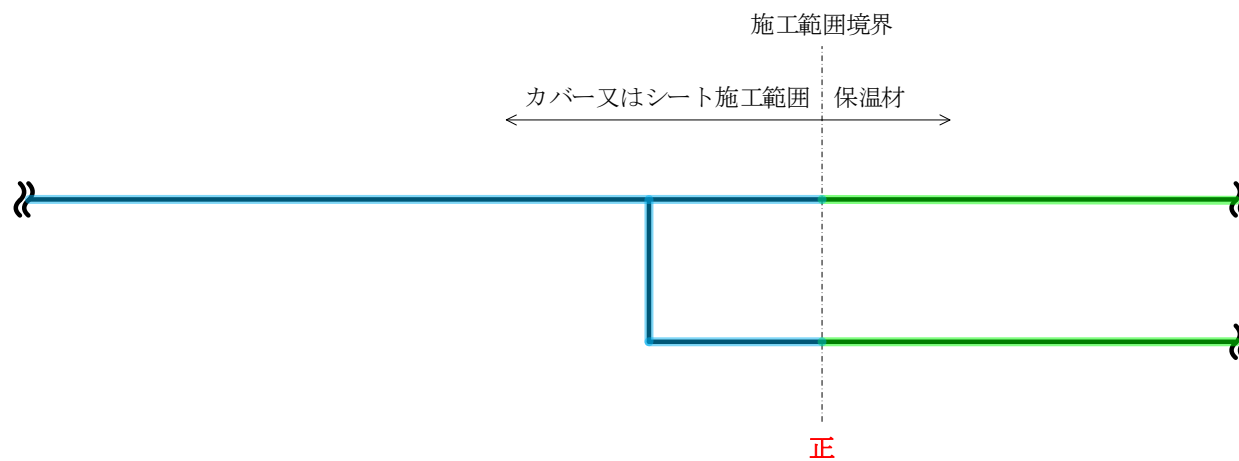 施工範囲境界
カバー又はシート施工範囲
保温材
正